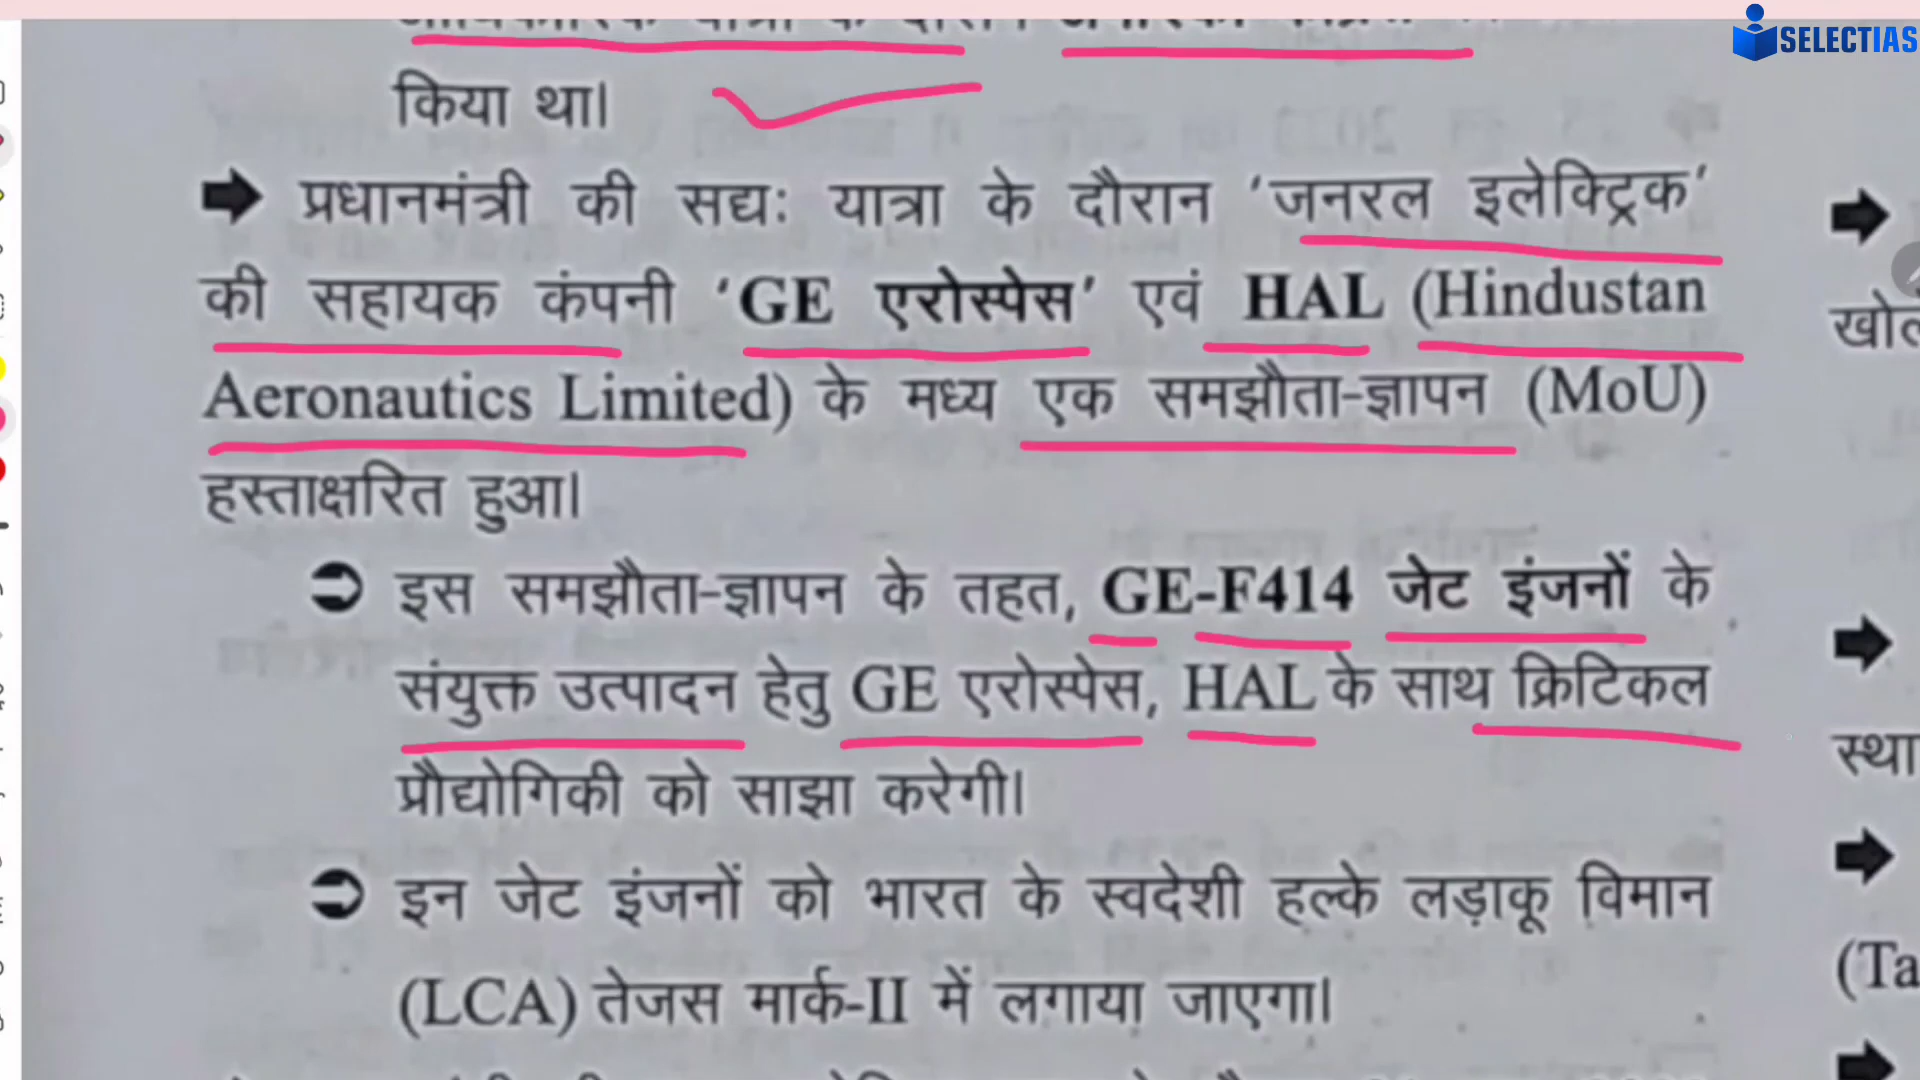 SELECTIAS
किया था।
प्रधानमंत्री की सद्य: यात्रा के दौरान 'जनरल इलेक्ट्रिक'
की सहायक कंपनी 'GE एरोस्पेस' एवं HAL (Hindustan
Aeronautics Limited) के मध्य एक समझौता-ज्ञापन (MoU)
हस्ताक्षरित हुआ।
इस समझौता-ज्ञापन के तहत, GE-F414 जेट इंजनों के
संयुक्त उत्पादन हेतु GE एरोस्पेस, HAL के साथ क्रिटिकल
प्रौद्योगिकी को साझा करेगी।
इन जेट इंजनों को भारत के स्वदेशी हल्के लड़ाकू विमान
(LCA) तेजस मार्क-II में लगाया जाएगा।
(Ta